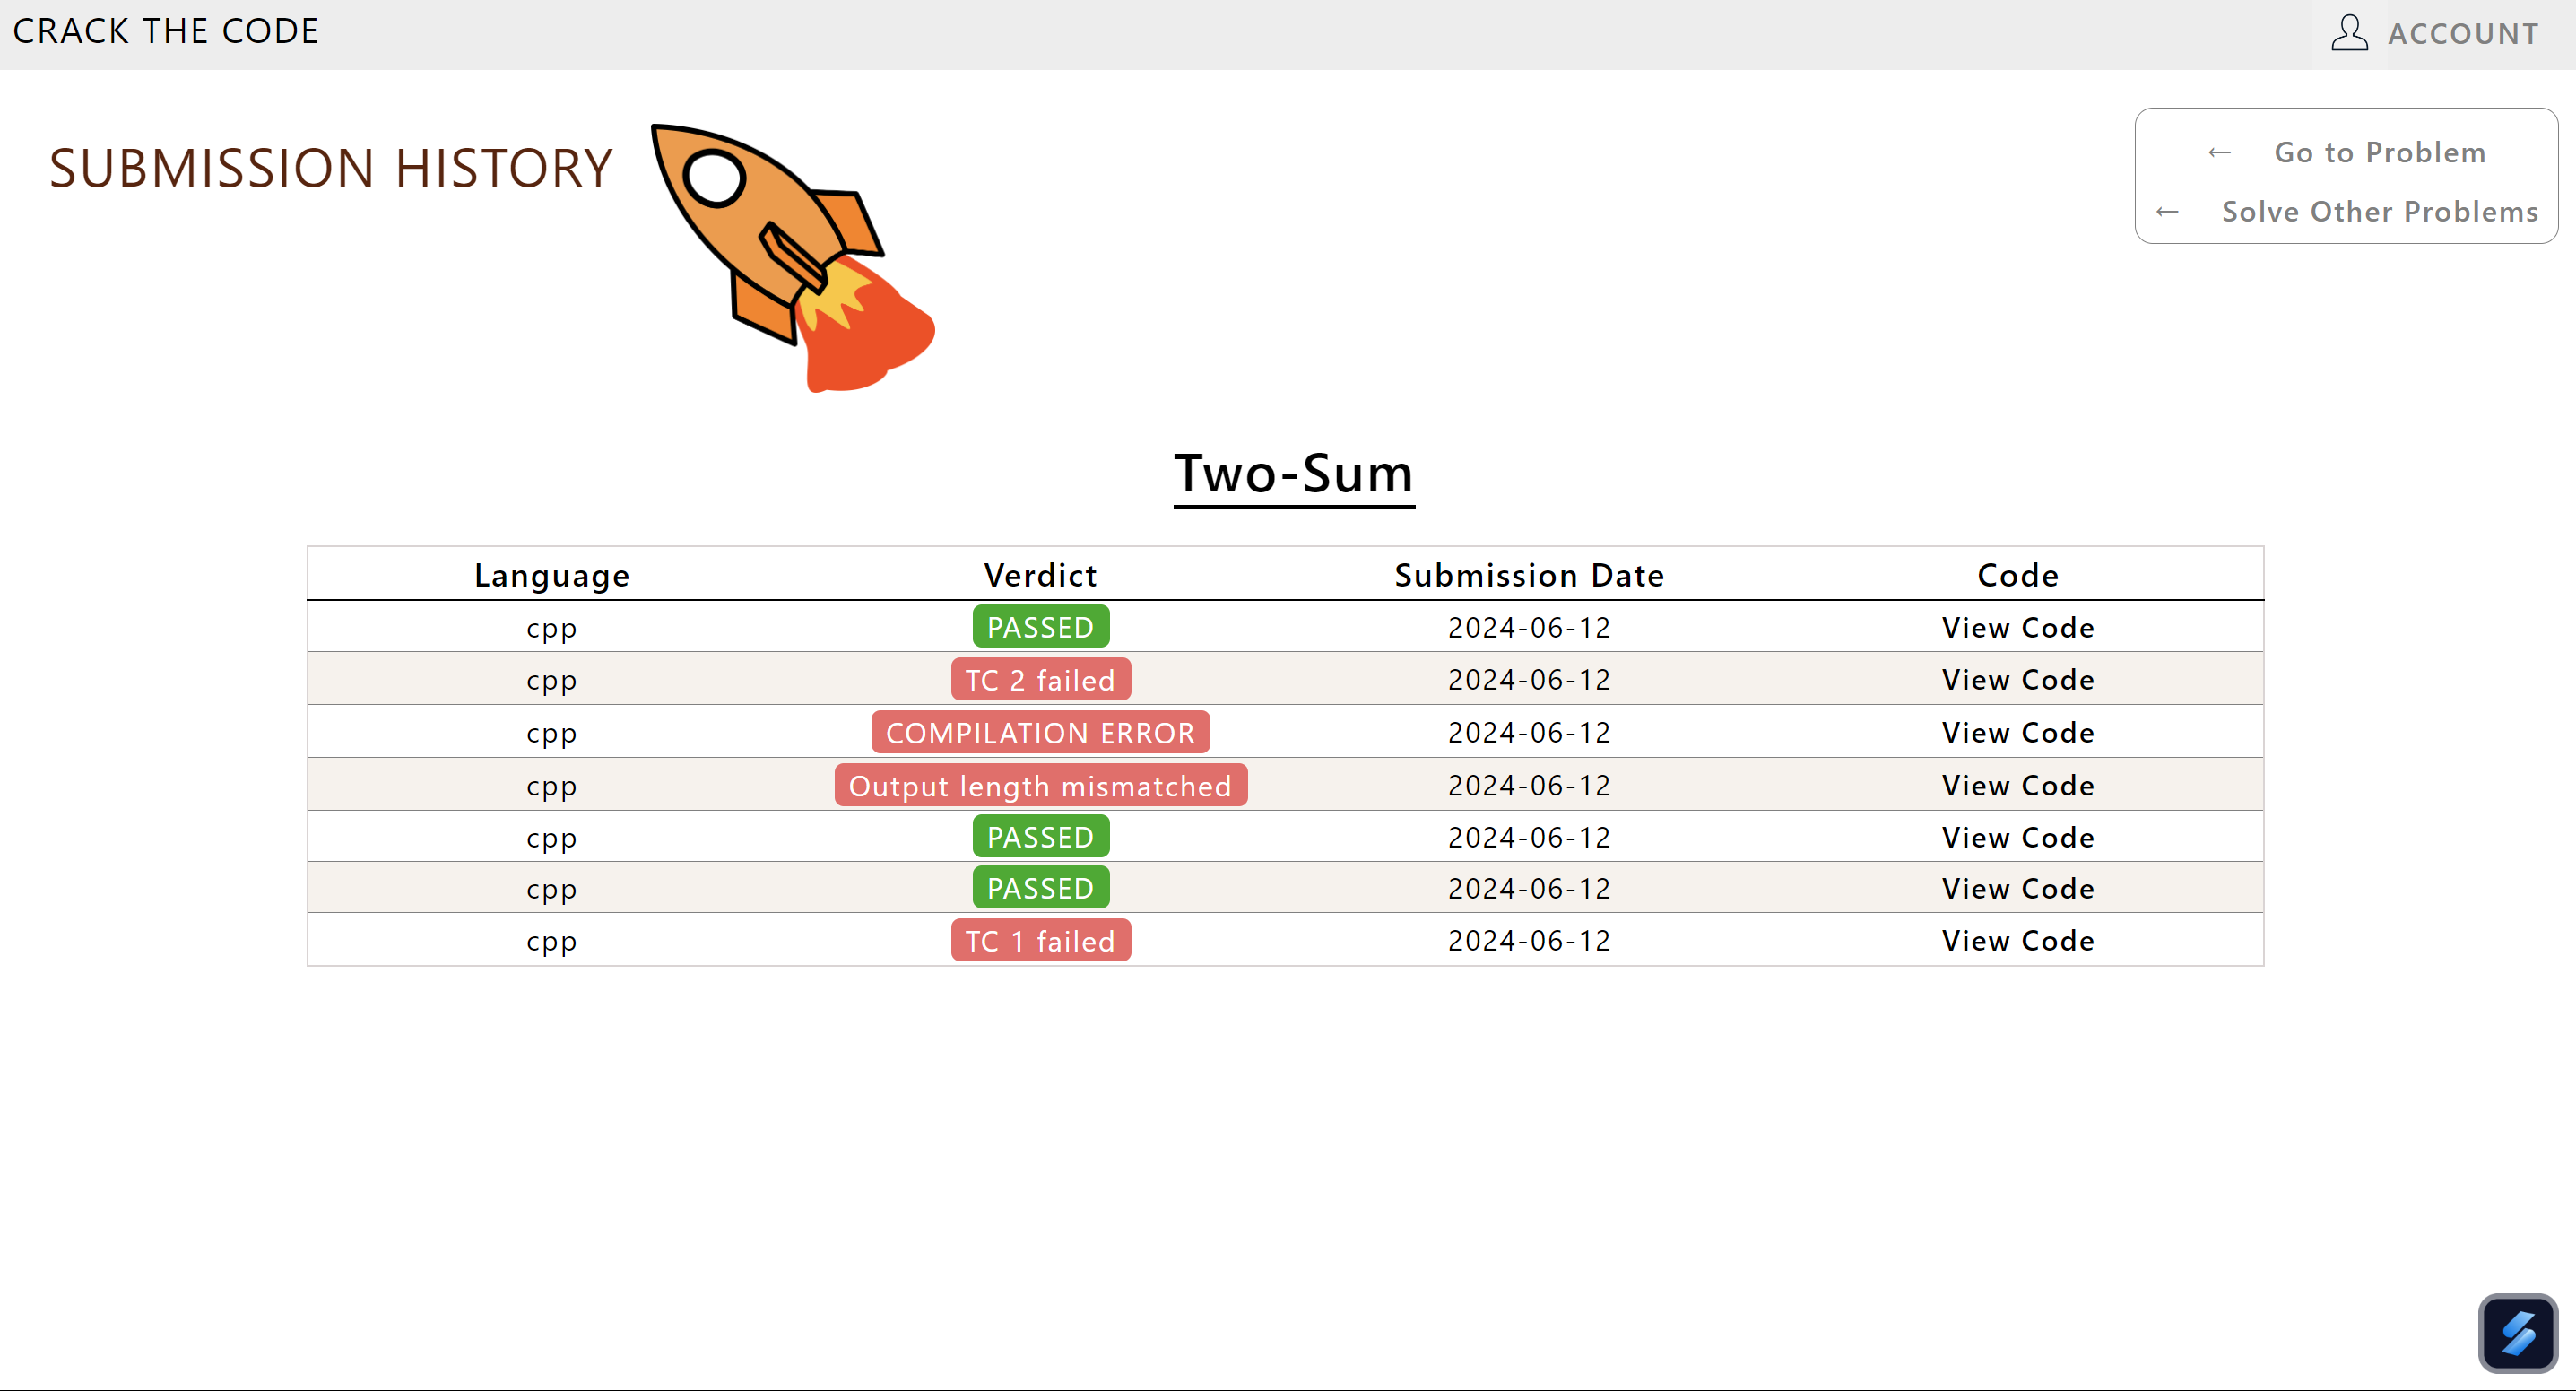 CRACK THE CODE
ACCOUNT
SUBMISSION HISTORY
← Go to Problem
← Solve Other Problems
Two-Sum
Language Verdict Submission Date Code
cpp PASSED 2024-06-12 View Code
cpp TC 2 failed 2024-06-12 View Code
cpp COMPILATION ERROR 2024-06-12 View Code
cpp Output length mismatched 2024-06-12 View Code
cpp PASSED 2024-06-12 View Code
cpp PASSED 2024-06-12 View Code
cpp TC 1 failed 2024-06-12 View Code